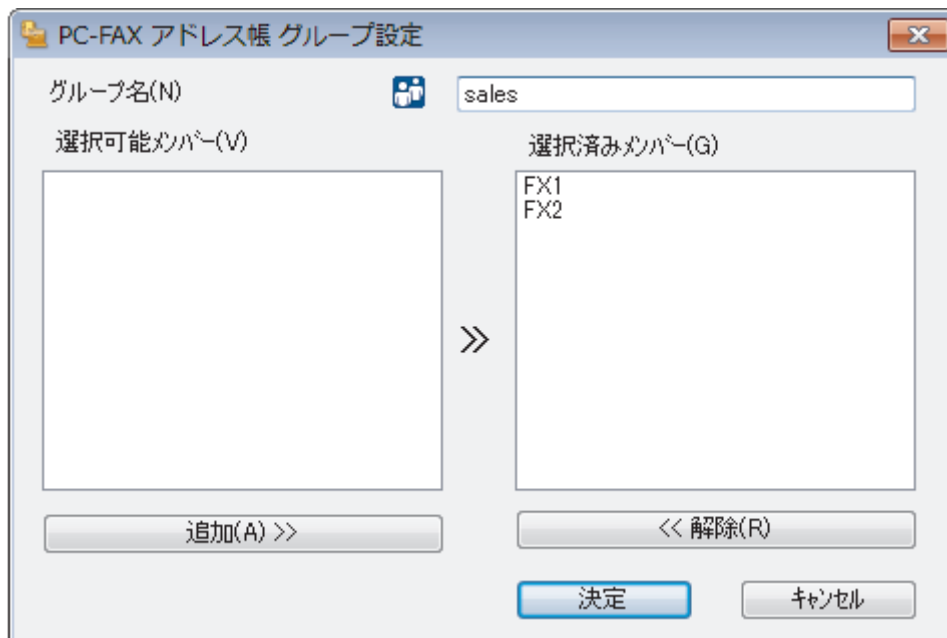 PC-FAX アドレス帳 グループ設定
グループ名(N)
sales
選択可能ﾒﾝﾊﾞｰ(V)
選択済みﾒﾝﾊﾞｰ(G)
FX1
FX2
>>
追加(A) >>
<< 解除(R)
決定
ｷｬﾝｾﾙ